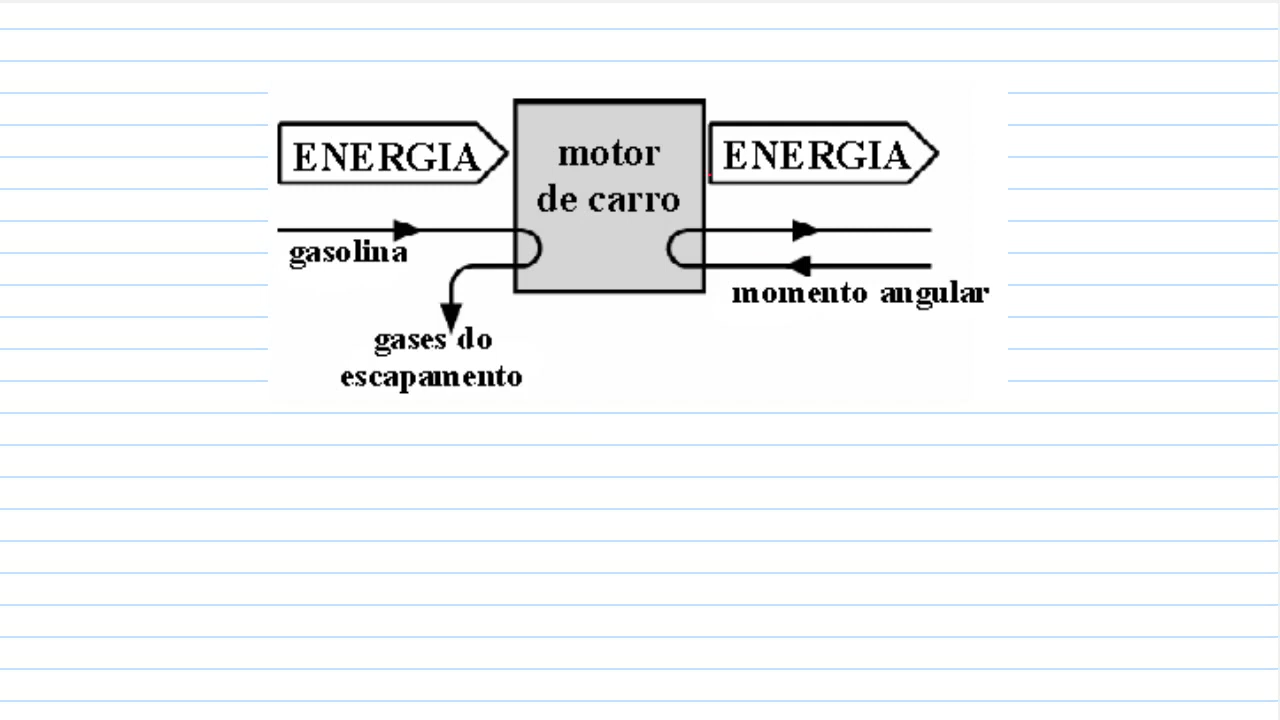 ENERGIA
motor
de carro
ENERGIA
gasolina
momento angular
gases do
escapamento